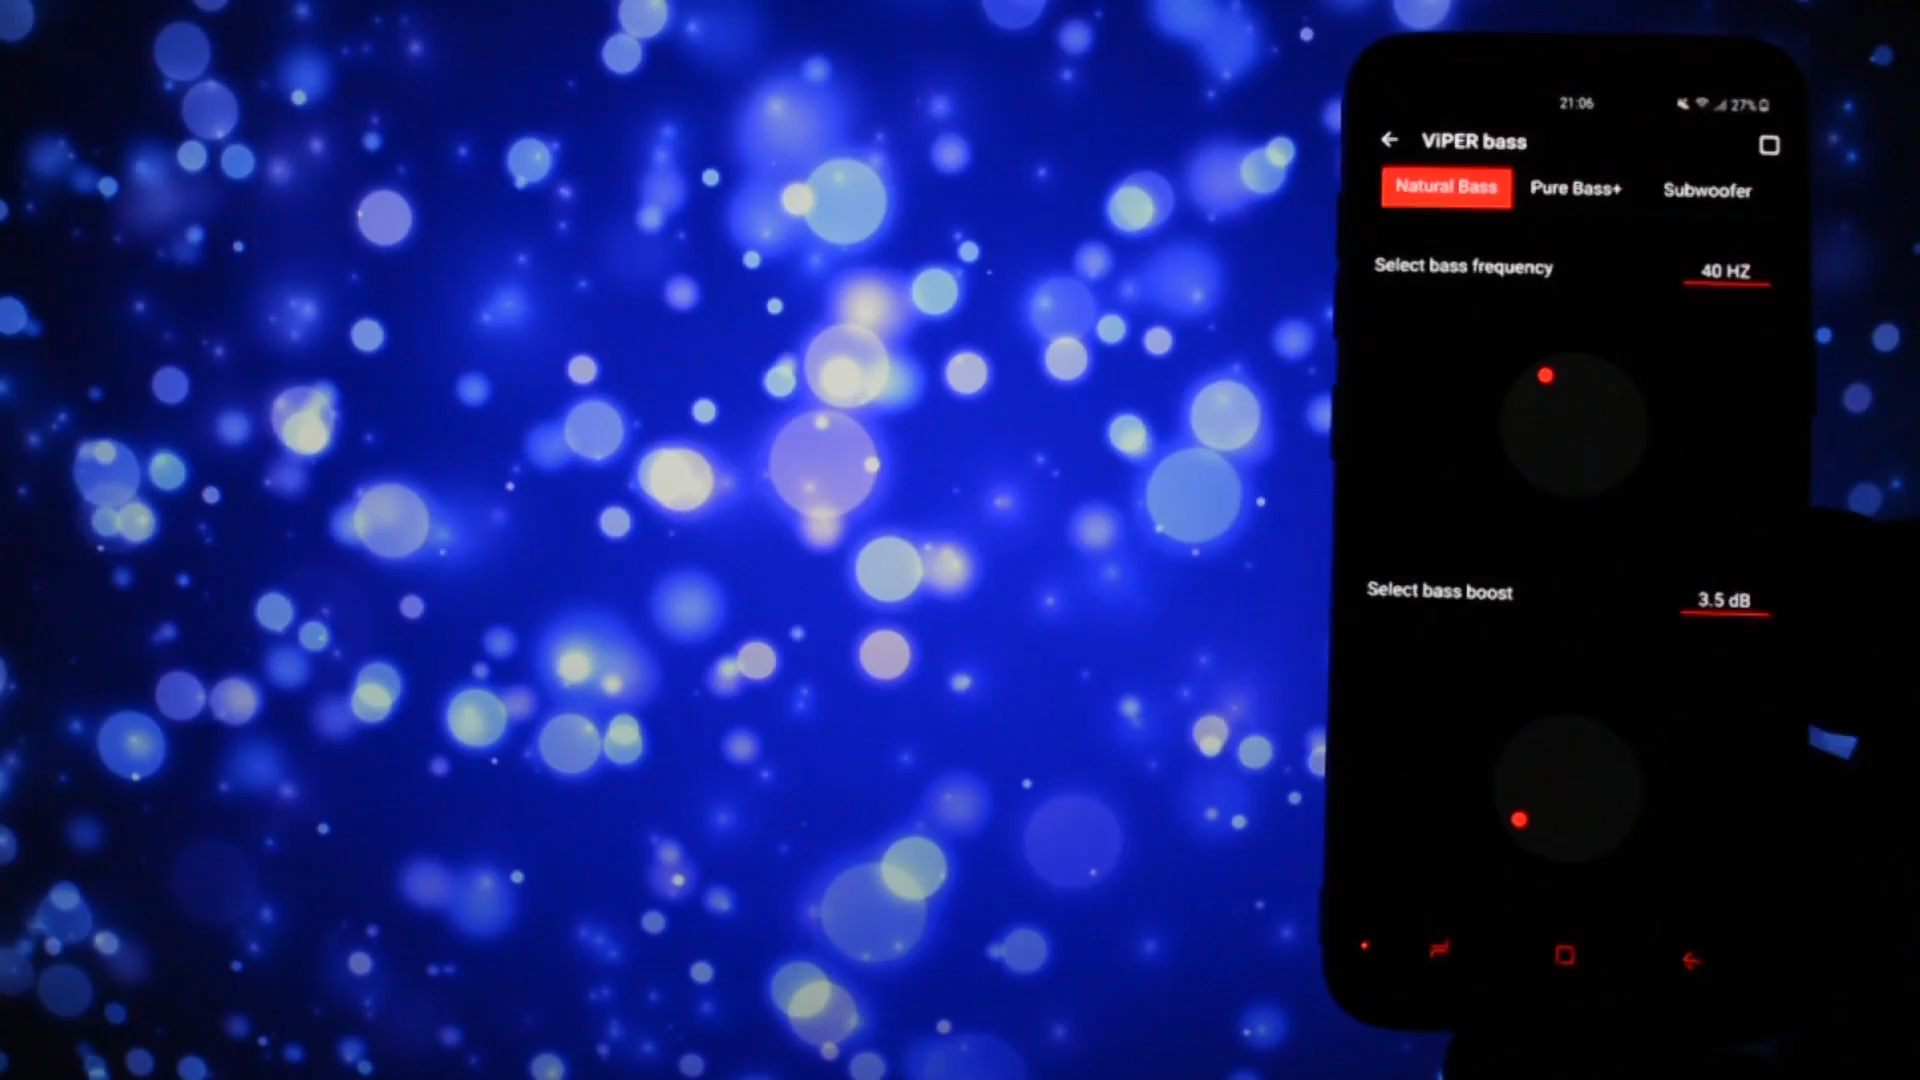 21:06 27%
ViPER bass
Natural Bass Pure Bass+ Subwoofer
Select bass frequency 40 HZ
Select bass boost 3.5 dB